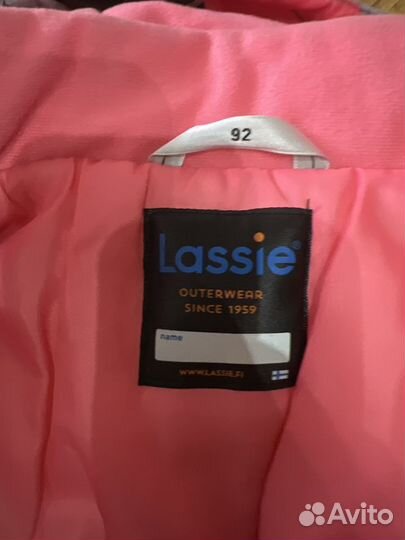 92
Lassie®
OUTERWEAR
SINCE 1959
name
WWW.LASSIE.FI
Avito